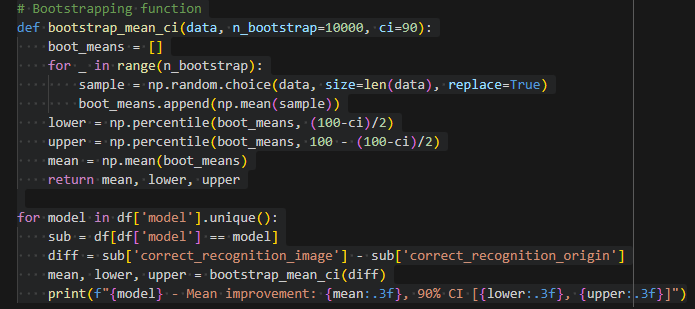 # Bootstrapping function
def bootstrap_mean_ci(data, n_bootstrap=10000, ci=90):
    boot_means = []
    for _ in range(n_bootstrap):
        sample = np.random.choice(data, size=len(data), replace=True)
        boot_means.append(np.mean(sample))
    lower = np.percentile(boot_means, (100-ci)/2)
    upper = np.percentile(boot_means, 100 - (100-ci)/2)
    mean = np.mean(boot_means)
    return mean, lower, upper

for model in df['model'].unique():
    sub = df[df['model'] == model]
    diff = sub['correct_recognition_image'] - sub['correct_recognition_origin']
    mean, lower, upper = bootstrap_mean_ci(diff)
    print(f"{model} - Mean improvement: {mean:.3f}, 90% CI [{lower:.3f}, {upper:.3f}]")